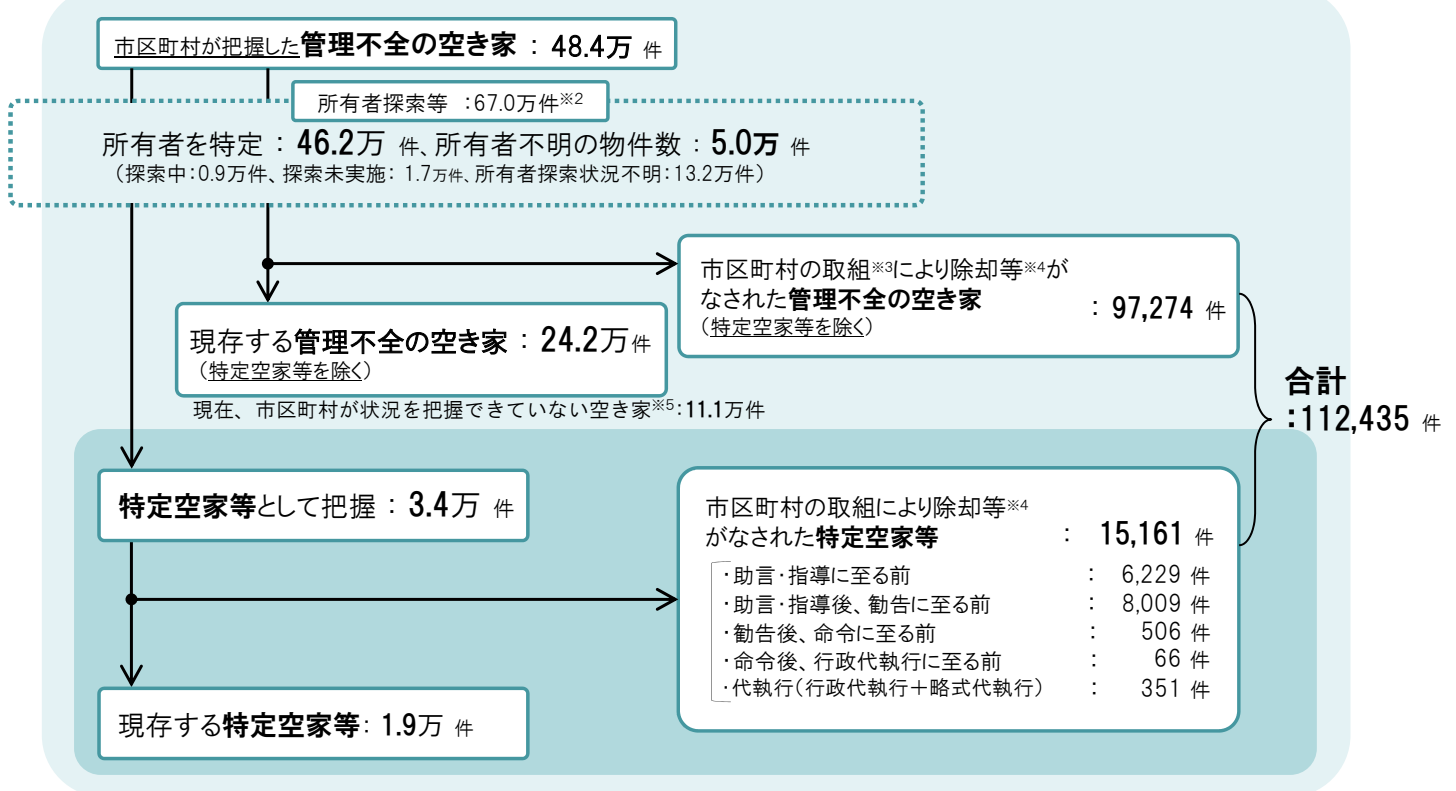 市区町村が把握した管理不全の空き家 : 48.4万 件
所有者探索等 :67.0万件※2
所有者を特定 : 46.2万 件、所有者不明の物件数 : 5.0万 件
(探索中:0.9万件、探索未実施: 1.7万件、所有者探索状況不明:13.2万件)
市区町村の取組※3により除却等※4が
なされた管理不全の空き家 : 97,274 件
(特定空家等を除く)
現存する管理不全の空き家 : 24.2万件
(特定空家等を除く)
現在、市区町村が状況を把握できていない空き家※5:11.1万件
合計
:112,435 件
特定空家等として把握 : 3.4万 件
市区町村の取組により除却等※4
がなされた特定空家等 : 15,161 件
・助言・指導に至る前 : 6,229 件
・助言・指導後、勧告に至る前 : 8,009 件
・勧告後、命令に至る前 : 506 件
・命令後、行政代執行に至る前 : 66 件
・代執行(行政代執行+略式代執行) : 351 件
現存する特定空家等: 1.9万 件